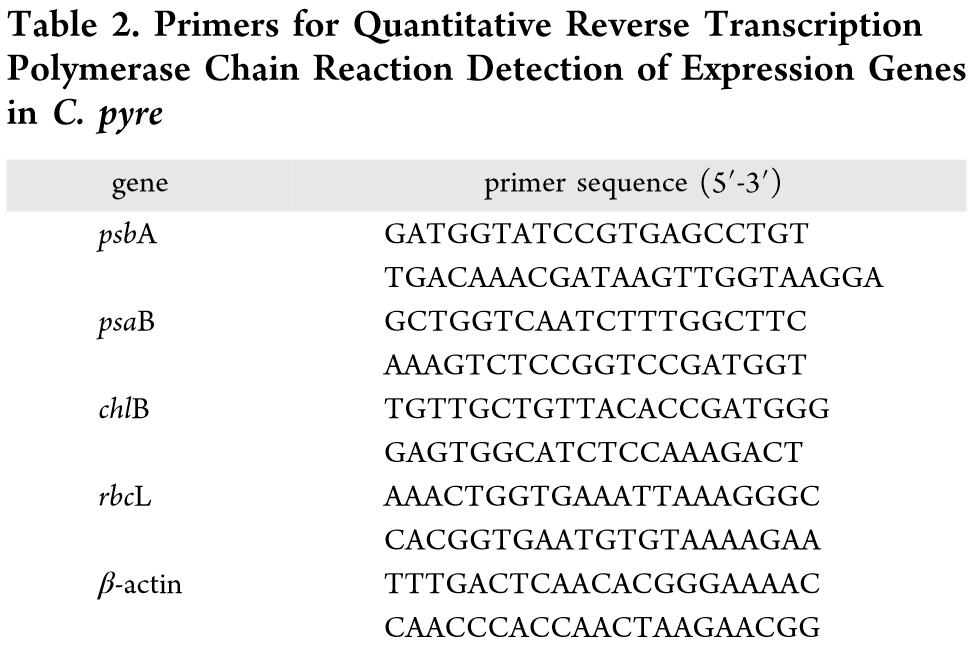 Table 2. Primers for Quantitative Reverse Transcription
Polymerase Chain Reaction Detection of Expression Genes
in C. pyre
gene primer sequence (5′-3′)
psbA GATGGTATCCGTGAGCCTGT
TGACAAACGATAAGTTGGTAAGGA
psaB GCTGGTCAATCTTTGGCTTC
AAAGTCTCCGGTCCGATGGT
chlB TGTTGCTGTTACACCGATGGG
GAGTGGCATCTCCAAAGACT
rbcL AAACTGGTGAAATTAAAGGGC
CACGGTGAATGTGTAAAAGAA
β-actin TTTGACTCAACACGGGAAAAC
CAACCCACCAACTAAGAACGG